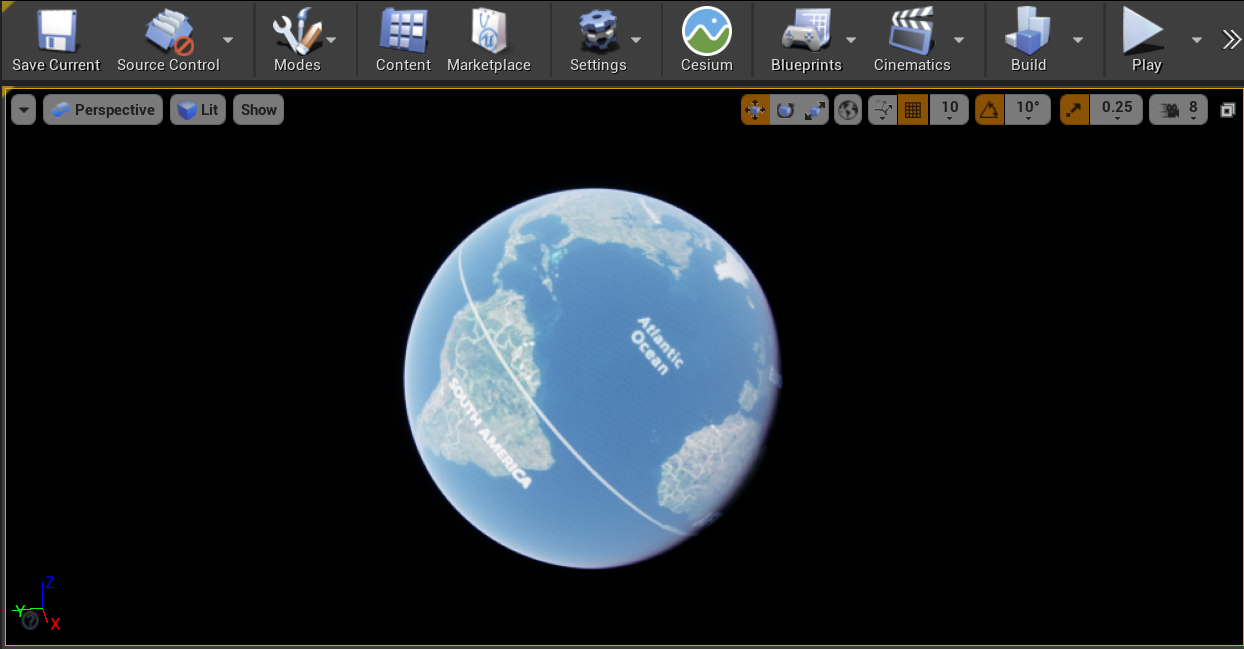 Save Current
Source Control
Modes
Content
Marketplace
Settings
Cesium
Blueprints
Cinematics
Build
Play
Perspective
Lit
Show
10
10°
0.25
8
Atlantic
Ocean
SOUTH AMERICA
Z
Y
X